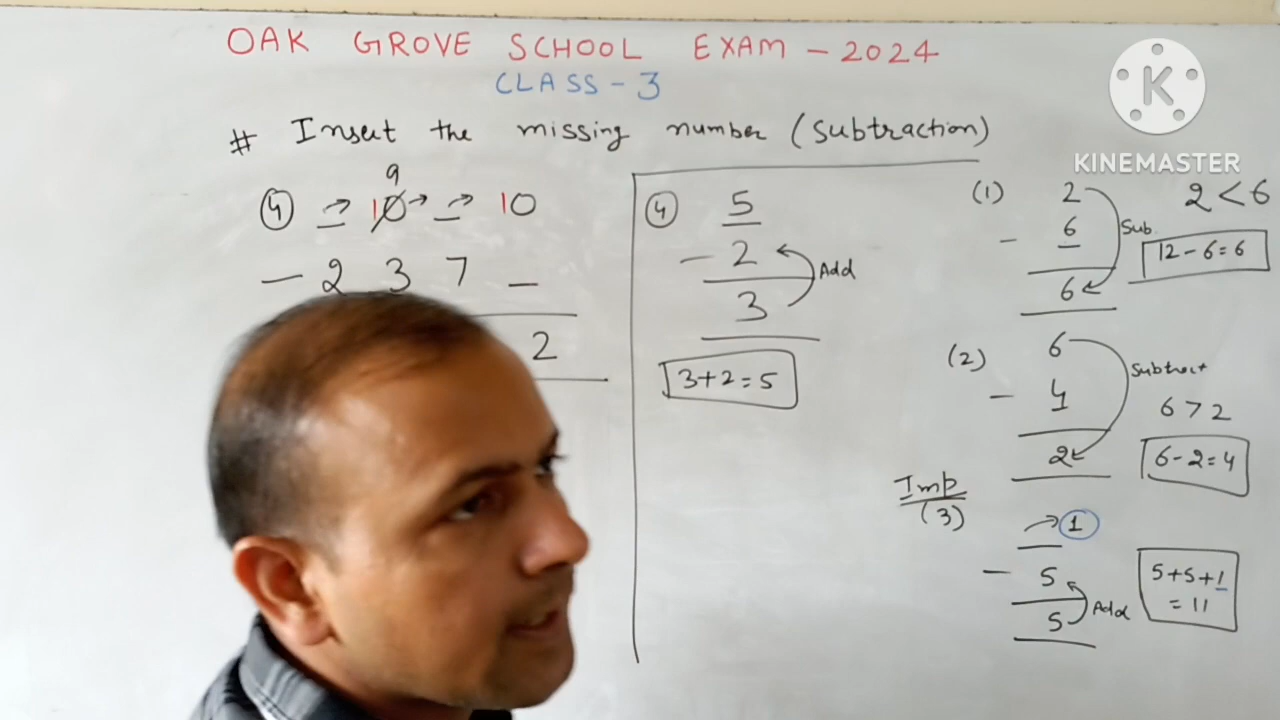 OAK GROVE SCHOOL EXAM - 2024
CLASS - 3
# Insert the missing number (Subtraction)
K
KINEMASTER
9
(4) _ 10 _ 10
- 2 3 7 _
2
(4) 5
- 2
Add
3
3+2=5
(1) 2
2 < 6
- 6
Sub.
12-6=6
6
(2) 6
- 4
Subtract
6 > 2
2
6-2=4
Imp
(3)
_ 1
- 5
Add
5
5+5+1
= 11